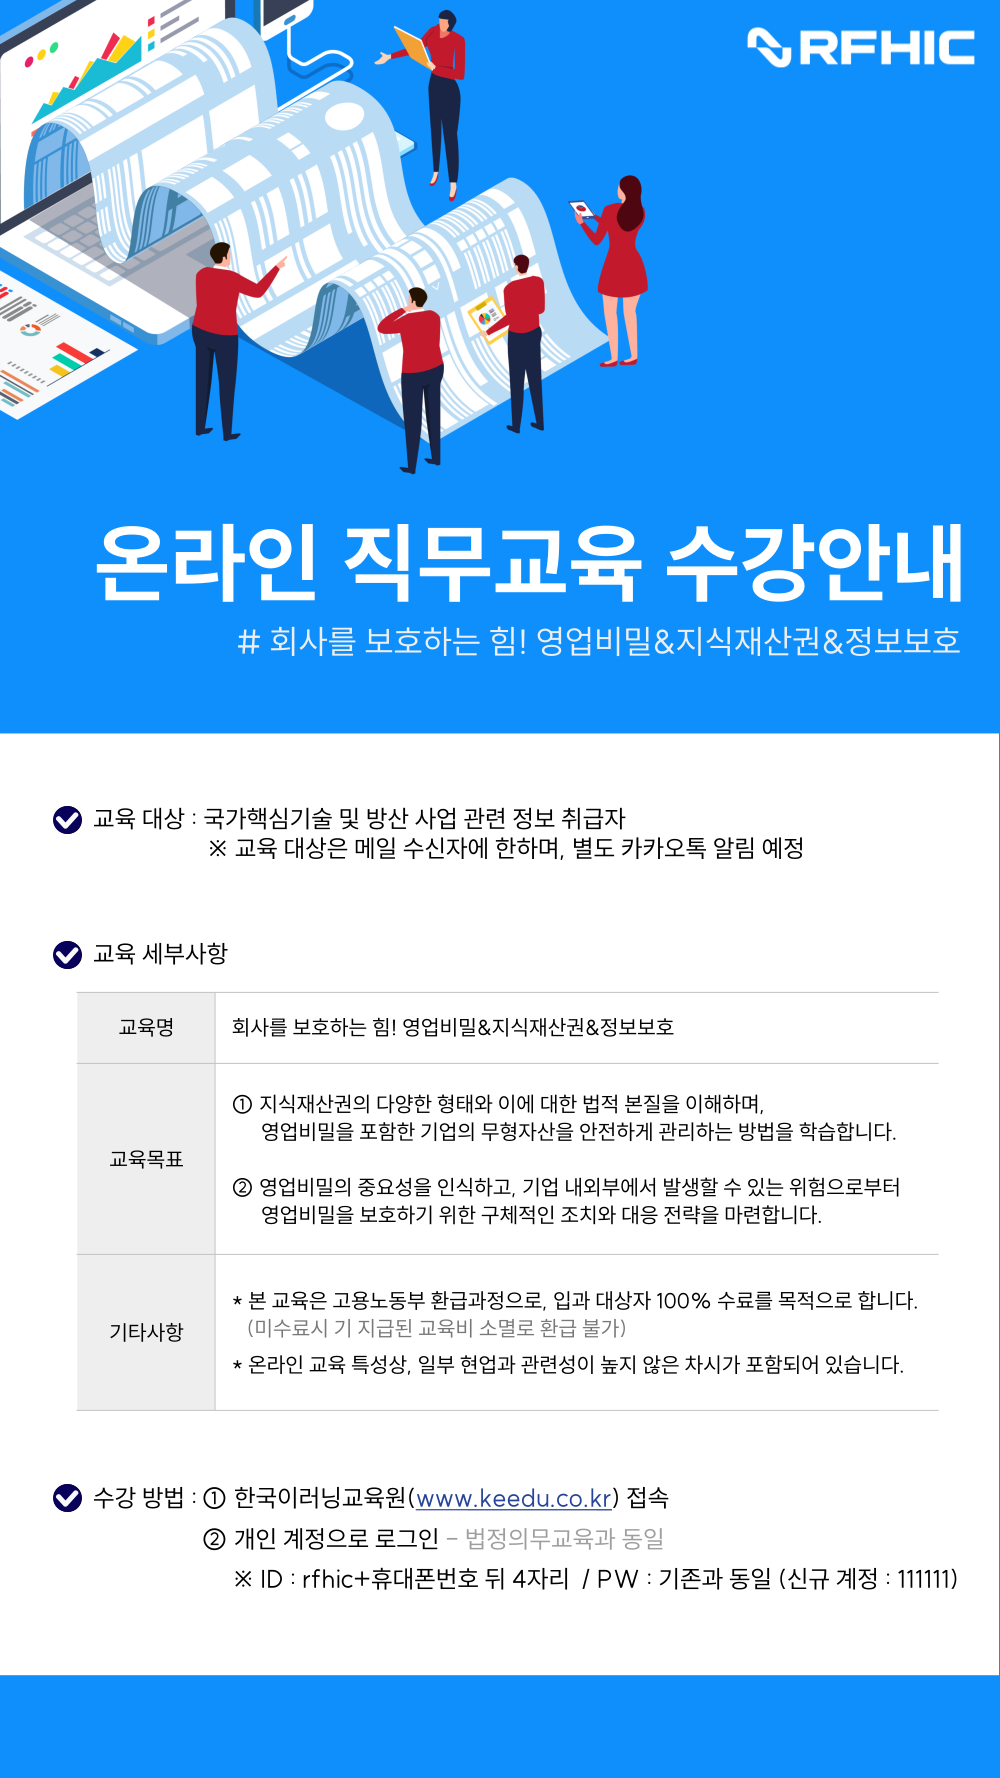 RFHIC
온라인 직무교육 수강안내
# 회사를 보호하는 힘! 영업비밀&지식재산권&정보보호
교육 대상 : 국가핵심기술 및 방산 사업 관련 정보 취급자
※ 교육 대상은 메일 수신자에 한하며, 별도 카카오톡 알림 예정
교육 세부사항
교육명
회사를 보호하는 힘! 영업비밀&지식재산권&정보보호
교육목표
① 지식재산권의 다양한 형태와 이에 대한 법적 본질을 이해하며,
영업비밀을 포함한 기업의 무형자산을 안전하게 관리하는 방법을 학습합니다.
② 영업비밀의 중요성을 인식하고, 기업 내외부에서 발생할 수 있는 위험으로부터
영업비밀을 보호하기 위한 구체적인 조치와 대응 전략을 마련합니다.
기타사항
* 본 교육은 고용노동부 환급과정으로, 입과 대상자 100% 수료를 목적으로 합니다.
(미수료시 기 지급된 교육비 소멸로 환급 불가)
* 온라인 교육 특성상, 일부 현업과 관련성이 높지 않은 차시가 포함되어 있습니다.
수강 방법 : ① 한국이러닝교육원(www.keedu.co.kr) 접속
② 개인 계정으로 로그인 - 법정의무교육과 동일
※ ID : rfhic+휴대폰번호 뒤 4자리 / PW : 기존과 동일 (신규 계정 : 111111)